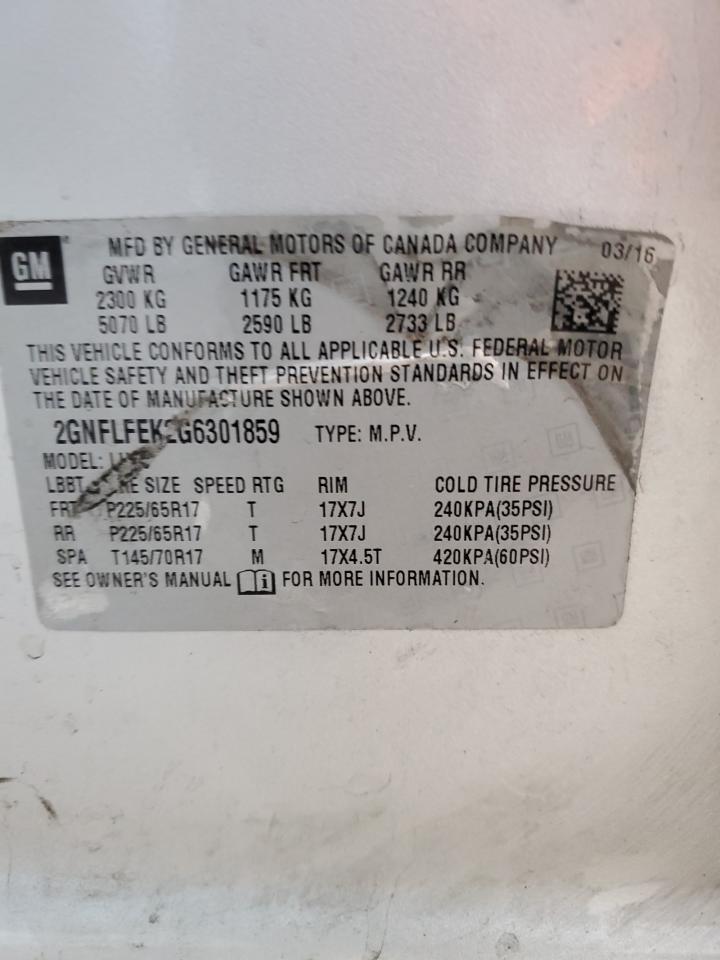 GM
MFD BY GENERAL MOTORS OF CANADA COMPANY 03/16
GVWR GAWR FRT GAWR RR
2300 KG 1175 KG 1240 KG
5070 LB 2590 LB 2733 LB
THIS VEHICLE CONFORMS TO ALL APPLICABLE U.S. FEDERAL MOTOR
VEHICLE SAFETY AND THEFT PREVENTION STANDARDS IN EFFECT ON
THE DATE OF MANUFACTURE SHOWN ABOVE.
TYPE: M.P.V.
MODEL:
LBBT SIZE SPEED RTG RIM COLD TIRE PRESSURE
FRT P225/65R17 T 17X7J 240KPA(35PSI)
RR P225/65R17 T 17X7J 240KPA(35PSI)
SPA T145/70R17 M 17X4.5T 420KPA(60PSI)
SEE OWNER'S MANUAL FOR MORE INFORMATION.